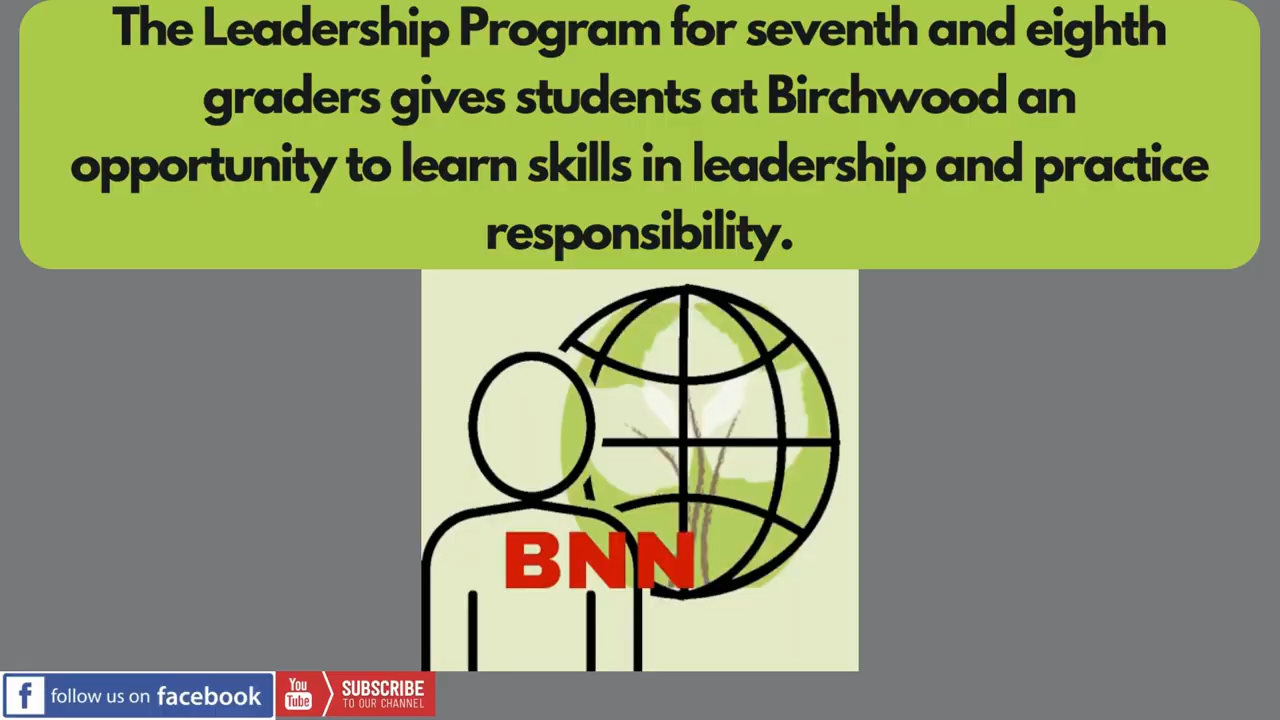 The Leadership Program for seventh and eighth
graders gives students at Birchwood an
opportunity to learn skills in leadership and practice
responsibility.
BNN
f follow us on facebook
You Tube SUBSCRIBE
TO OUR CHANNEL